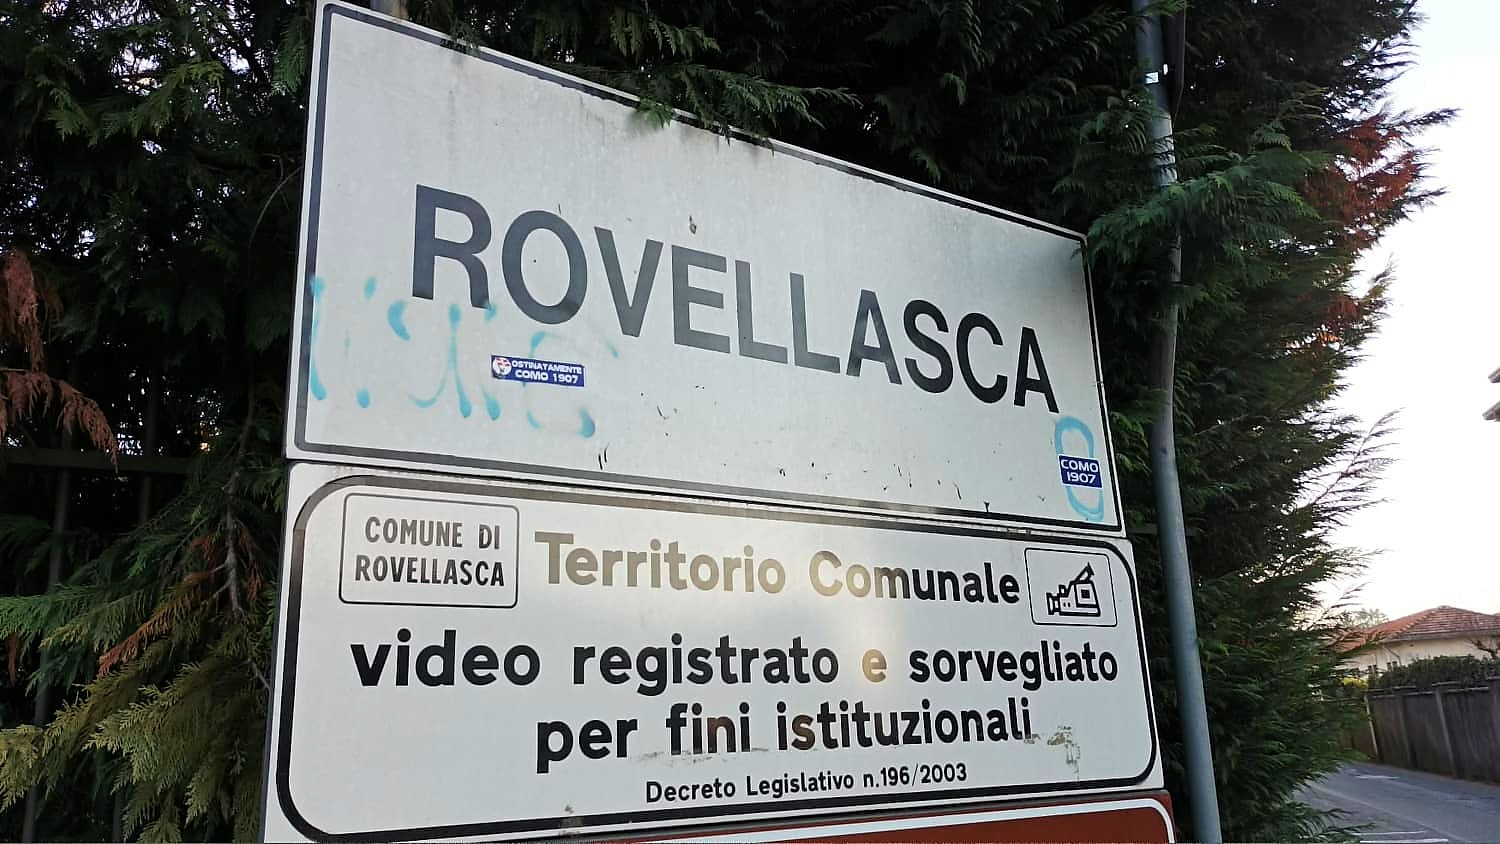 ROVELLASCA
OSTINATAMENTE
COMO 1907
COMO
1907
COMUNE DI
ROVELLASCA
Territorio Comunale
video registrato e sorvegliato
per fini istituzionali
Decreto Legislativo n.196/2003